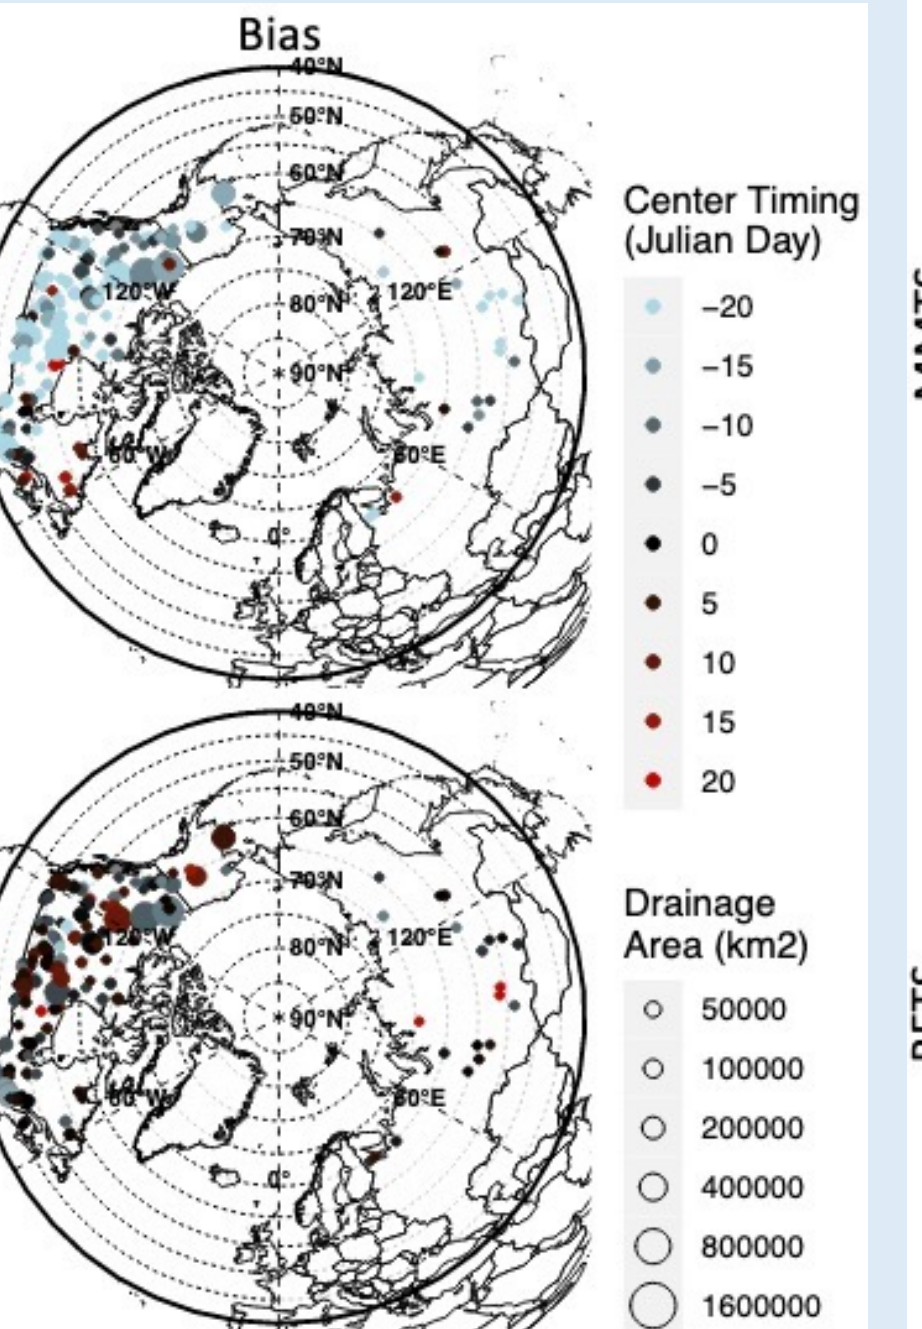 Bias
40°N
50°N
60°N
70°N
120°W
120°E
80°N
90°N
60°W
60°E
0°
Center Timing
(Julian Day)
−20
−15
−10
−5
0
5
10
15
20
40°N
50°N
60°N
70°N
120°W
120°E
80°N
90°N
60°W
60°E
0°
Drainage
Area (km2)
50000
100000
200000
400000
800000
1600000